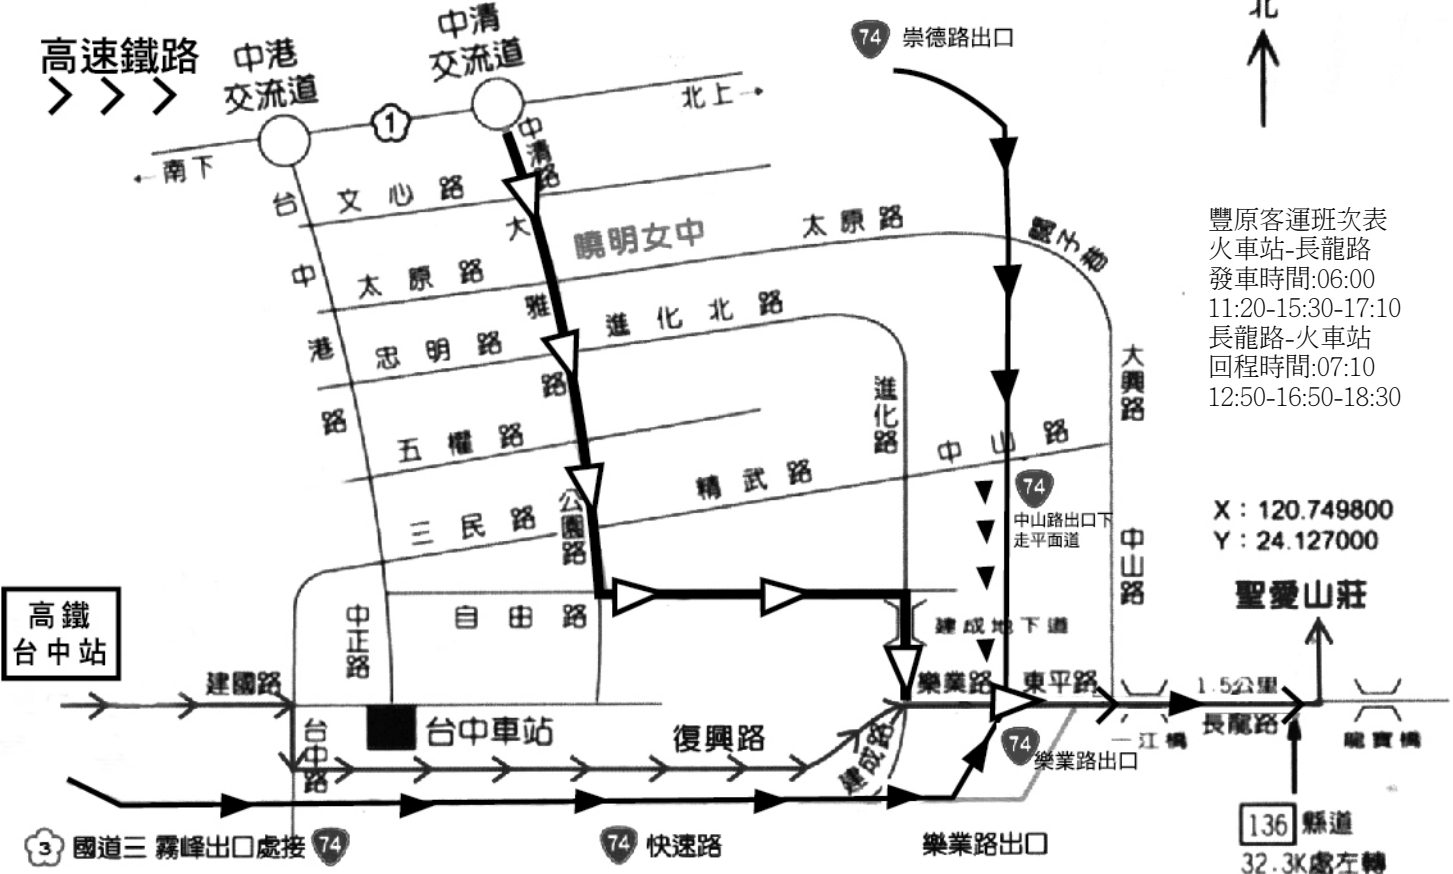 北
中清
交流道
74 崇德路出口
高速鐵路
中港
交流道
1
北上
南下
中清路
台中港路
文心路
大雅路
曉明女中
太原路
太原路
進化北路
忠明路
大興路
進化路
五權路
中山路
精武路
三民路
公園路
74
中山路出口下
走平面道
中山路
豐原客運班次表
火車站-長龍路
發車時間:06:00
11:20-15:30-17:10
長龍路-火車站
回程時間:07:10
12:50-16:50-18:30
X：120.749800
Y：24.127000
聖愛山莊
高鐵
台中站
中正路
自由路
建成地下道
建國路
樂業路
東平路
1.5公里
長龍路
台中路
台中車站
復興路
建成路
74
樂業路出口
一江橋
龍寶橋
3 國道三 霧峰出口處接 74
74 快速路
樂業路出口
136 縣道
32.3K處左轉